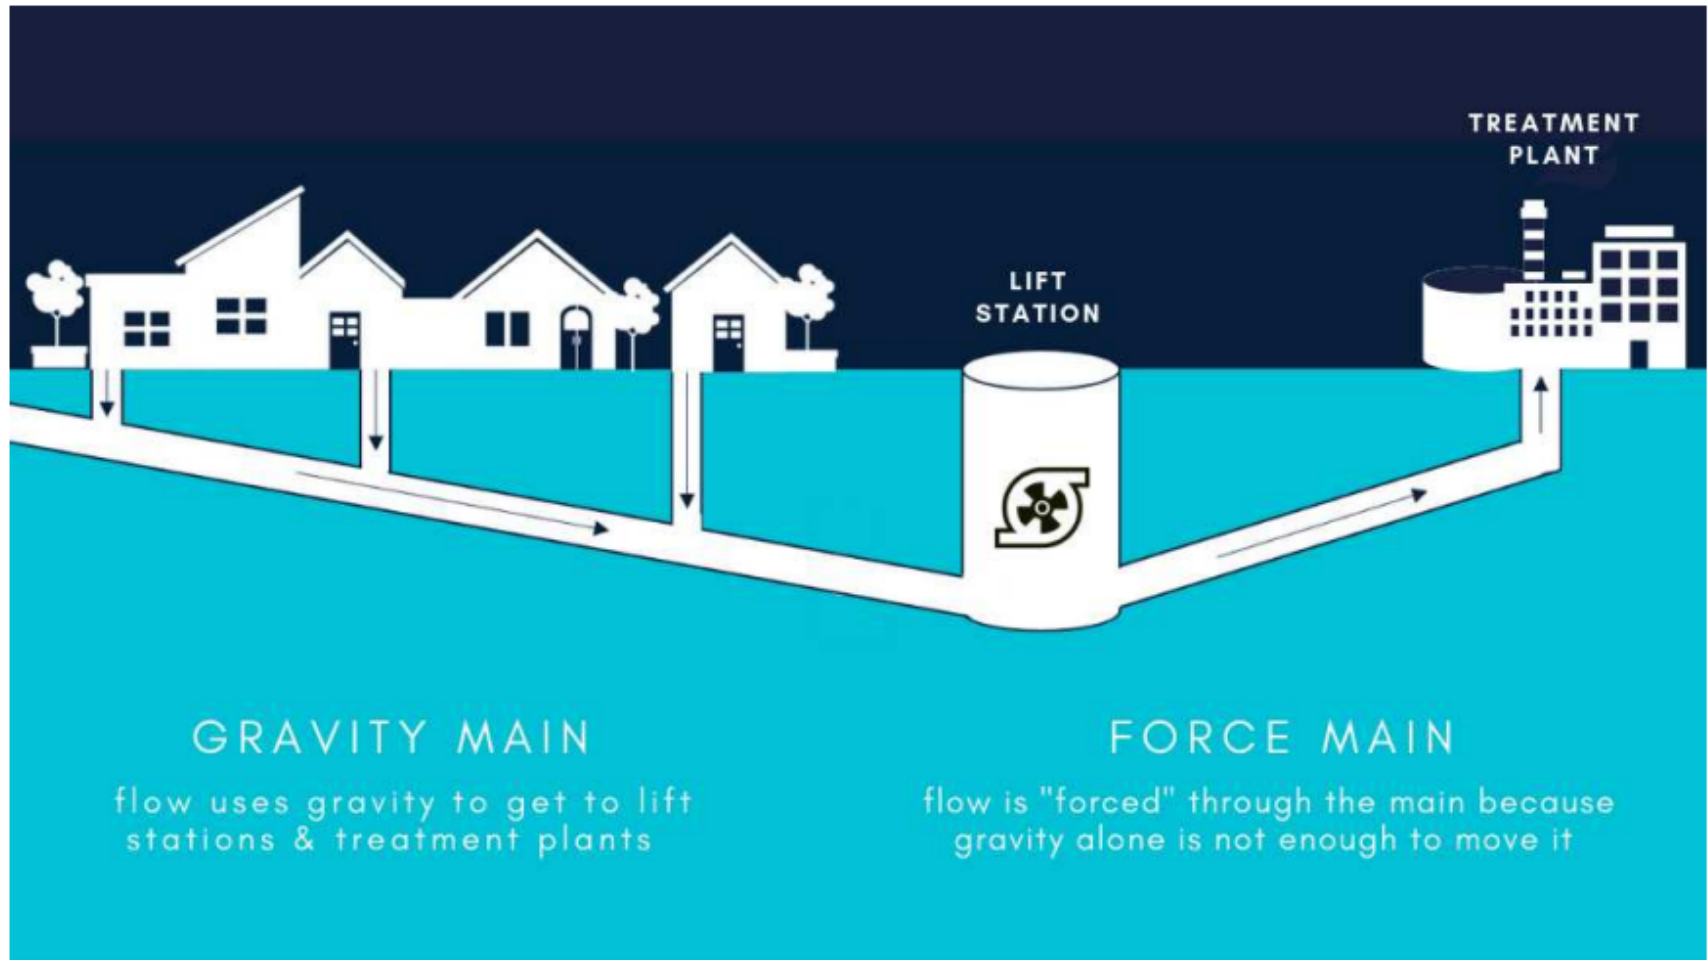 TREATMENT
PLANT
LIFT
STATION
GRAVITY MAIN
flow uses gravity to get to lift
stations & treatment plants
FORCE MAIN
flow is "forced" through the main because
gravity alone is not enough to move it